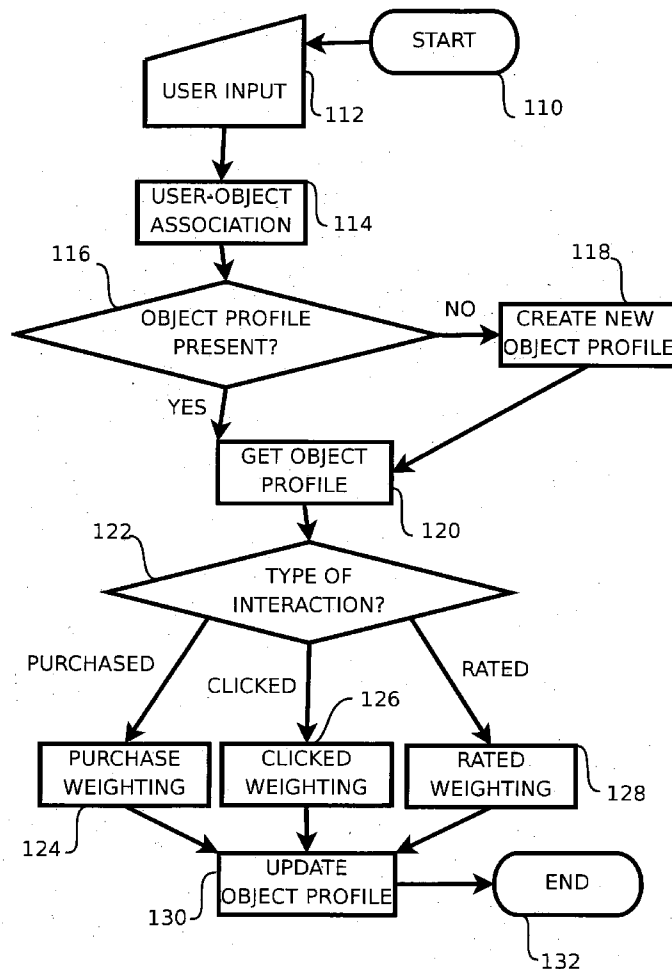 START
110
USER INPUT
112
USER-OBJECT
ASSOCIATION
114
116
OBJECT PROFILE
PRESENT?
NO
118
CREATE NEW
OBJECT PROFILE
YES
GET OBJECT
PROFILE
120
122
TYPE OF
INTERACTION?
PURCHASED
CLICKED
RATED
126
PURCHASE
WEIGHTING
CLICKED
WEIGHTING
RATED
WEIGHTING
124
128
UPDATE
OBJECT PROFILE
130
END
132